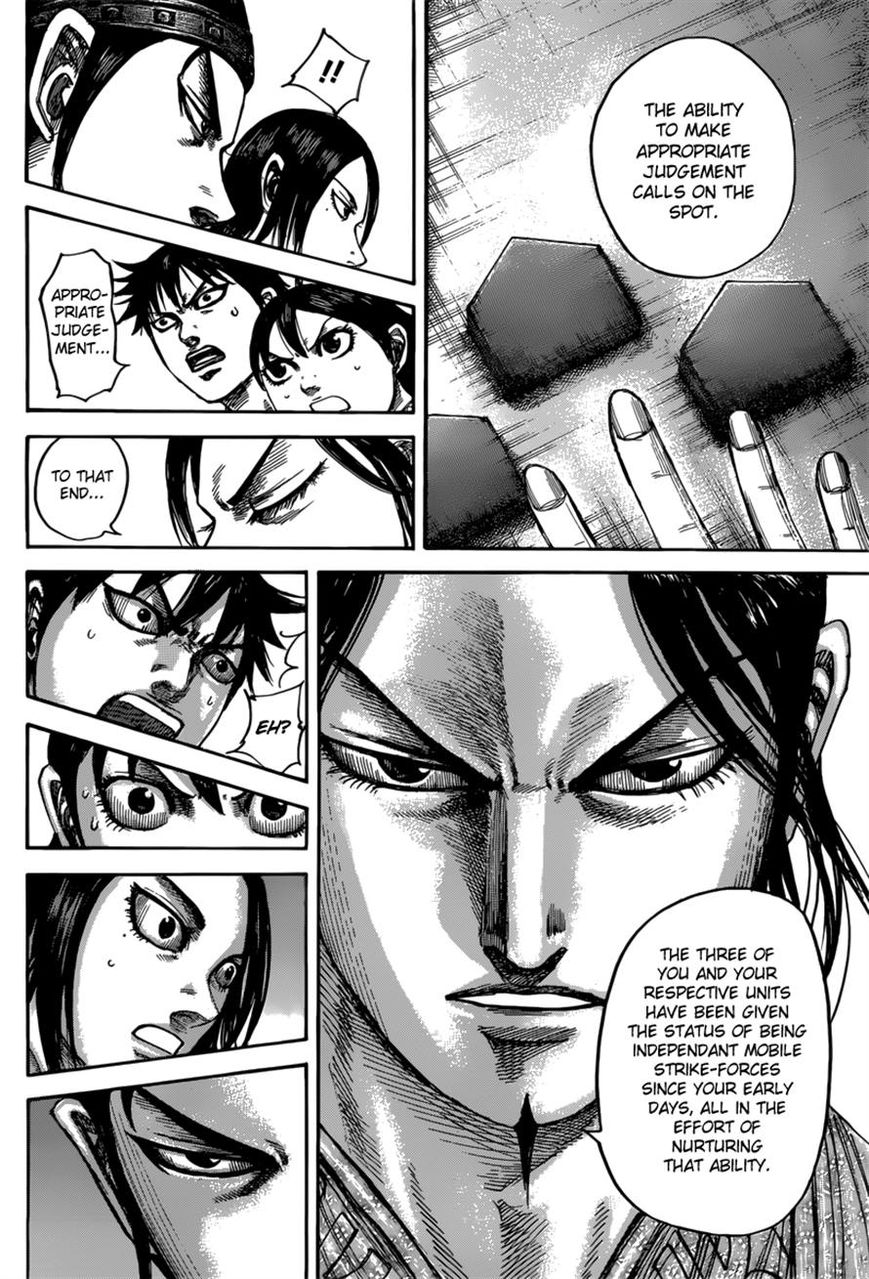 THE ABILITY
TO MAKE
APPROPRIATE
JUDGEMENT
CALLS ON THE
SPOT.
!!
APPRO-
PRIATE
JUDGE-
MENT...
TO THAT
END...
THE THREE OF
YOU AND YOUR
RESPECTIVE UNITS
HAVE BEEN GIVEN
THE STATUS OF BEING
INDEPENDANT MOBILE
STRIKE-FORCES
SINCE YOUR EARLY
DAYS, ALL IN THE
EFFORT OF
NURTURING
THAT ABILITY.
EH?